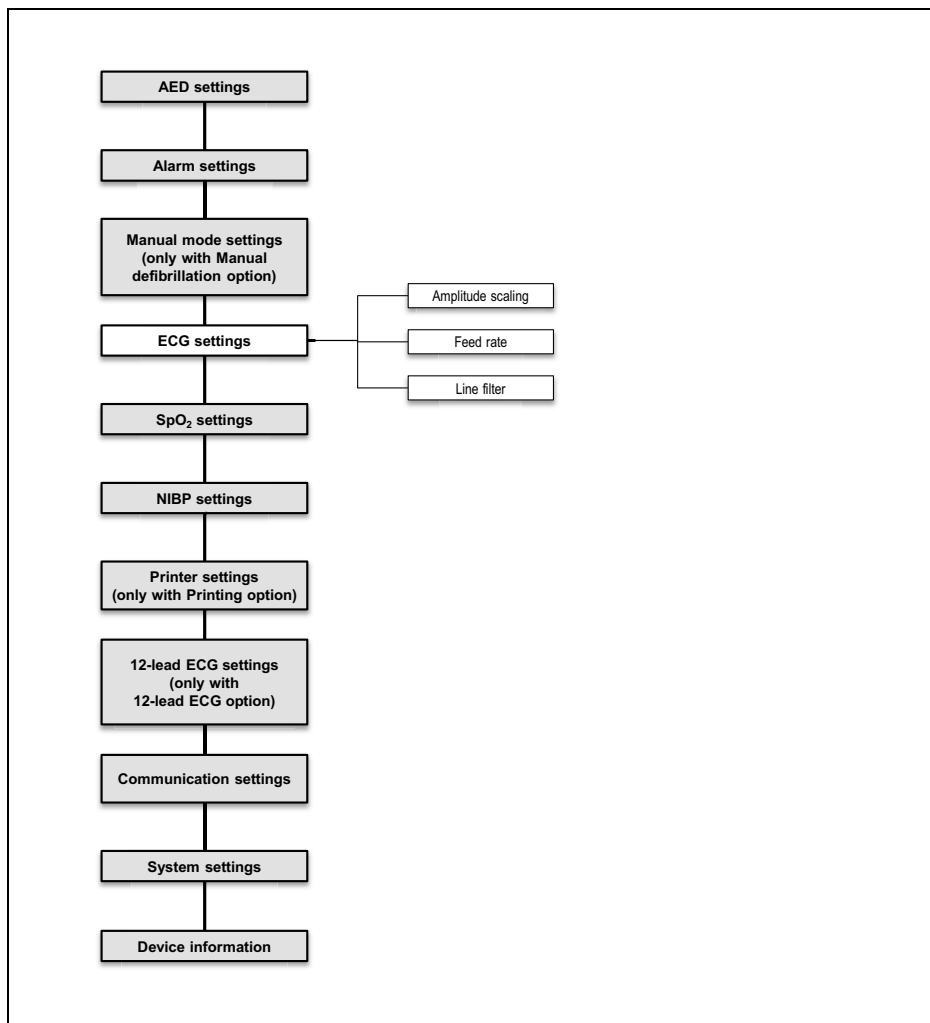 AED settings
Alarm settings
Manual mode settings
(only with Manual
defibrillation option)
ECG settings
Amplitude scaling
Feed rate
Line filter
SpO₂ settings
NIBP settings
Printer settings
(only with Printing option)
12-lead ECG settings
(only with
12-lead ECG option)
Communication settings
System settings
Device information